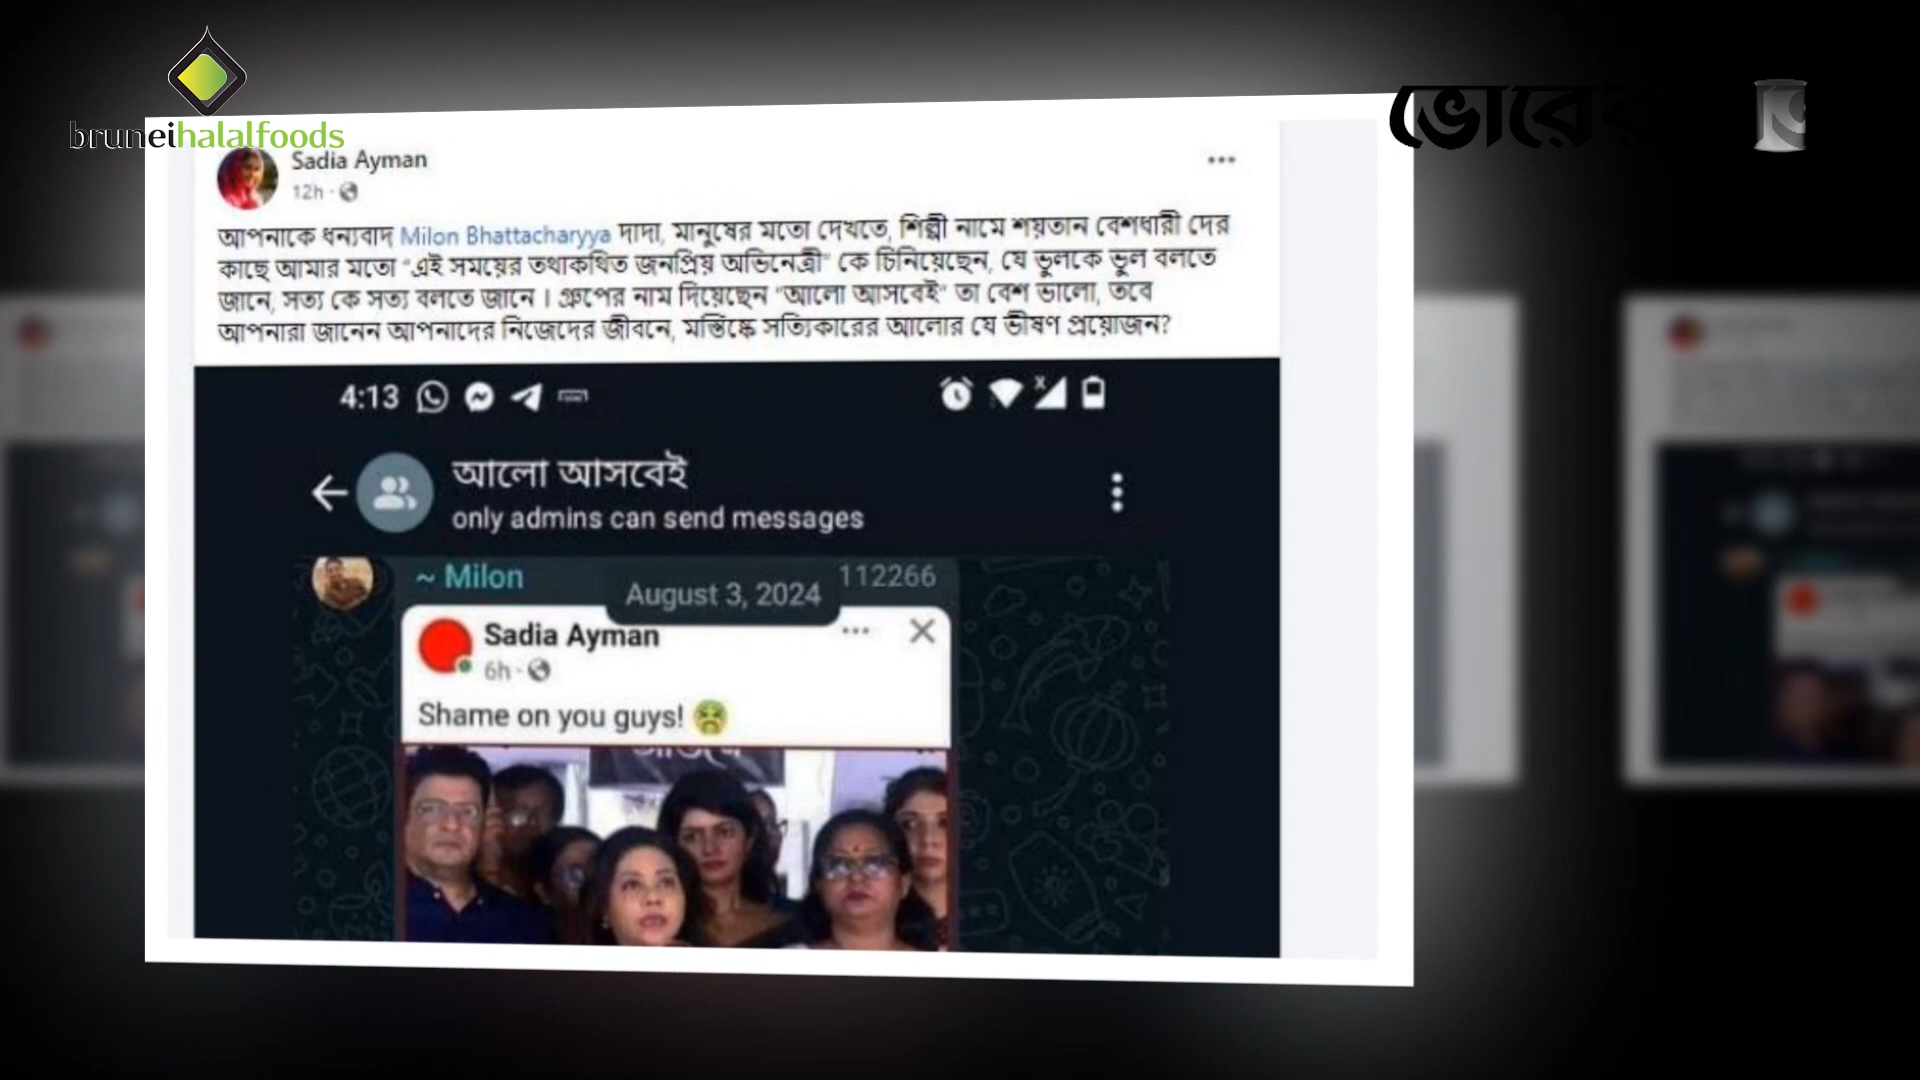 bruneihalalfoods
Sadia Ayman
12h
আপনাকে ধন্যবাদ Milon Bhattacharyya দাদা, মানুষের মতো দেখতে, শিল্পী নামে শয়তান বেশধারী দের
কাছে আমার মতো “এই সময়ের তথাকথিত জনপ্রিয় অভিনেত্রী” কে চিনিয়েছেন, যে ভুলকে ভুল বলতে
জানে, সত্য কে সত্য বলতে জানে । গ্রুপের নাম দিয়েছেন “আলো আসবেই” তা বেশ ভালো, তবে
আপনারা জানেন আপনাদের নিজেদের জীবনে, মস্তিষ্কে সত্যিকারের আলোর যে ভীষণ প্রয়োজন?
4:13
আলো আসবেই
only admins can send messages
~ Milon
112266
August 3, 2024
Sadia Ayman
6h
Shame on you guys!
ভোরের